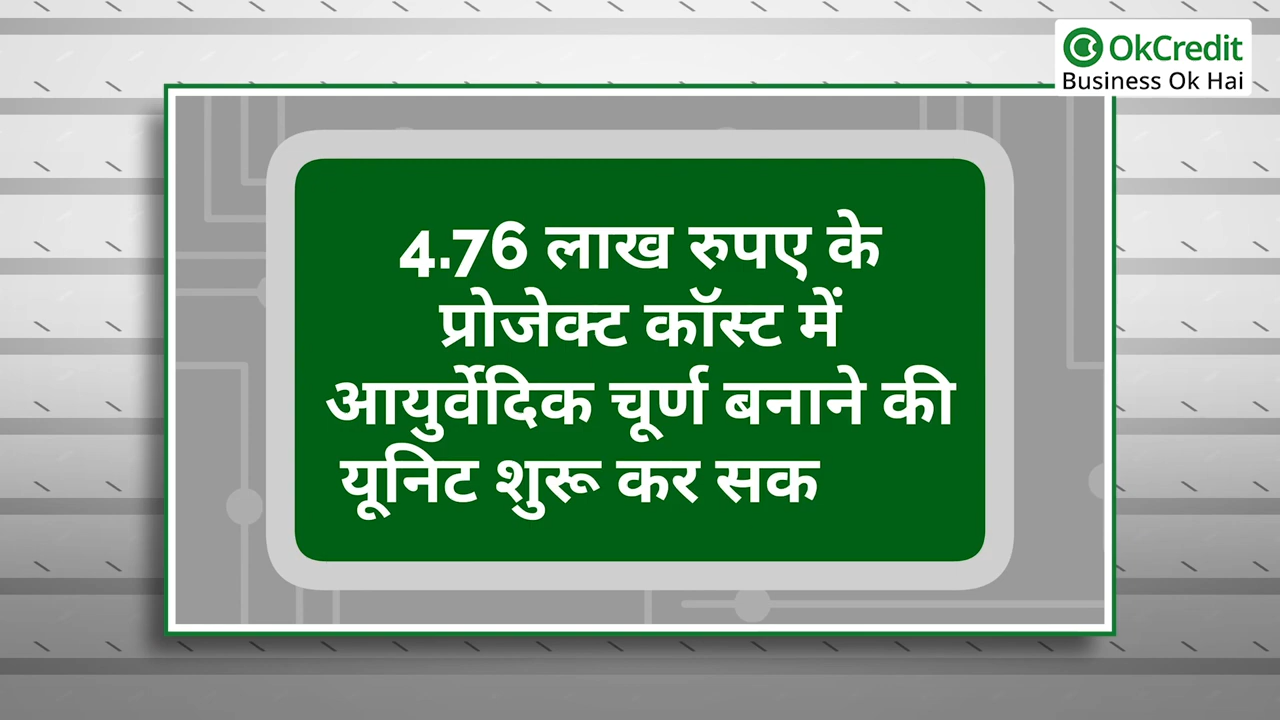 OkCredit
Business Ok Hai
4.76 लाख रुपए के
प्रोजेक्ट कॉस्ट में
आयुर्वेदिक चूर्ण बनाने की
यूनिट शुरू कर सक